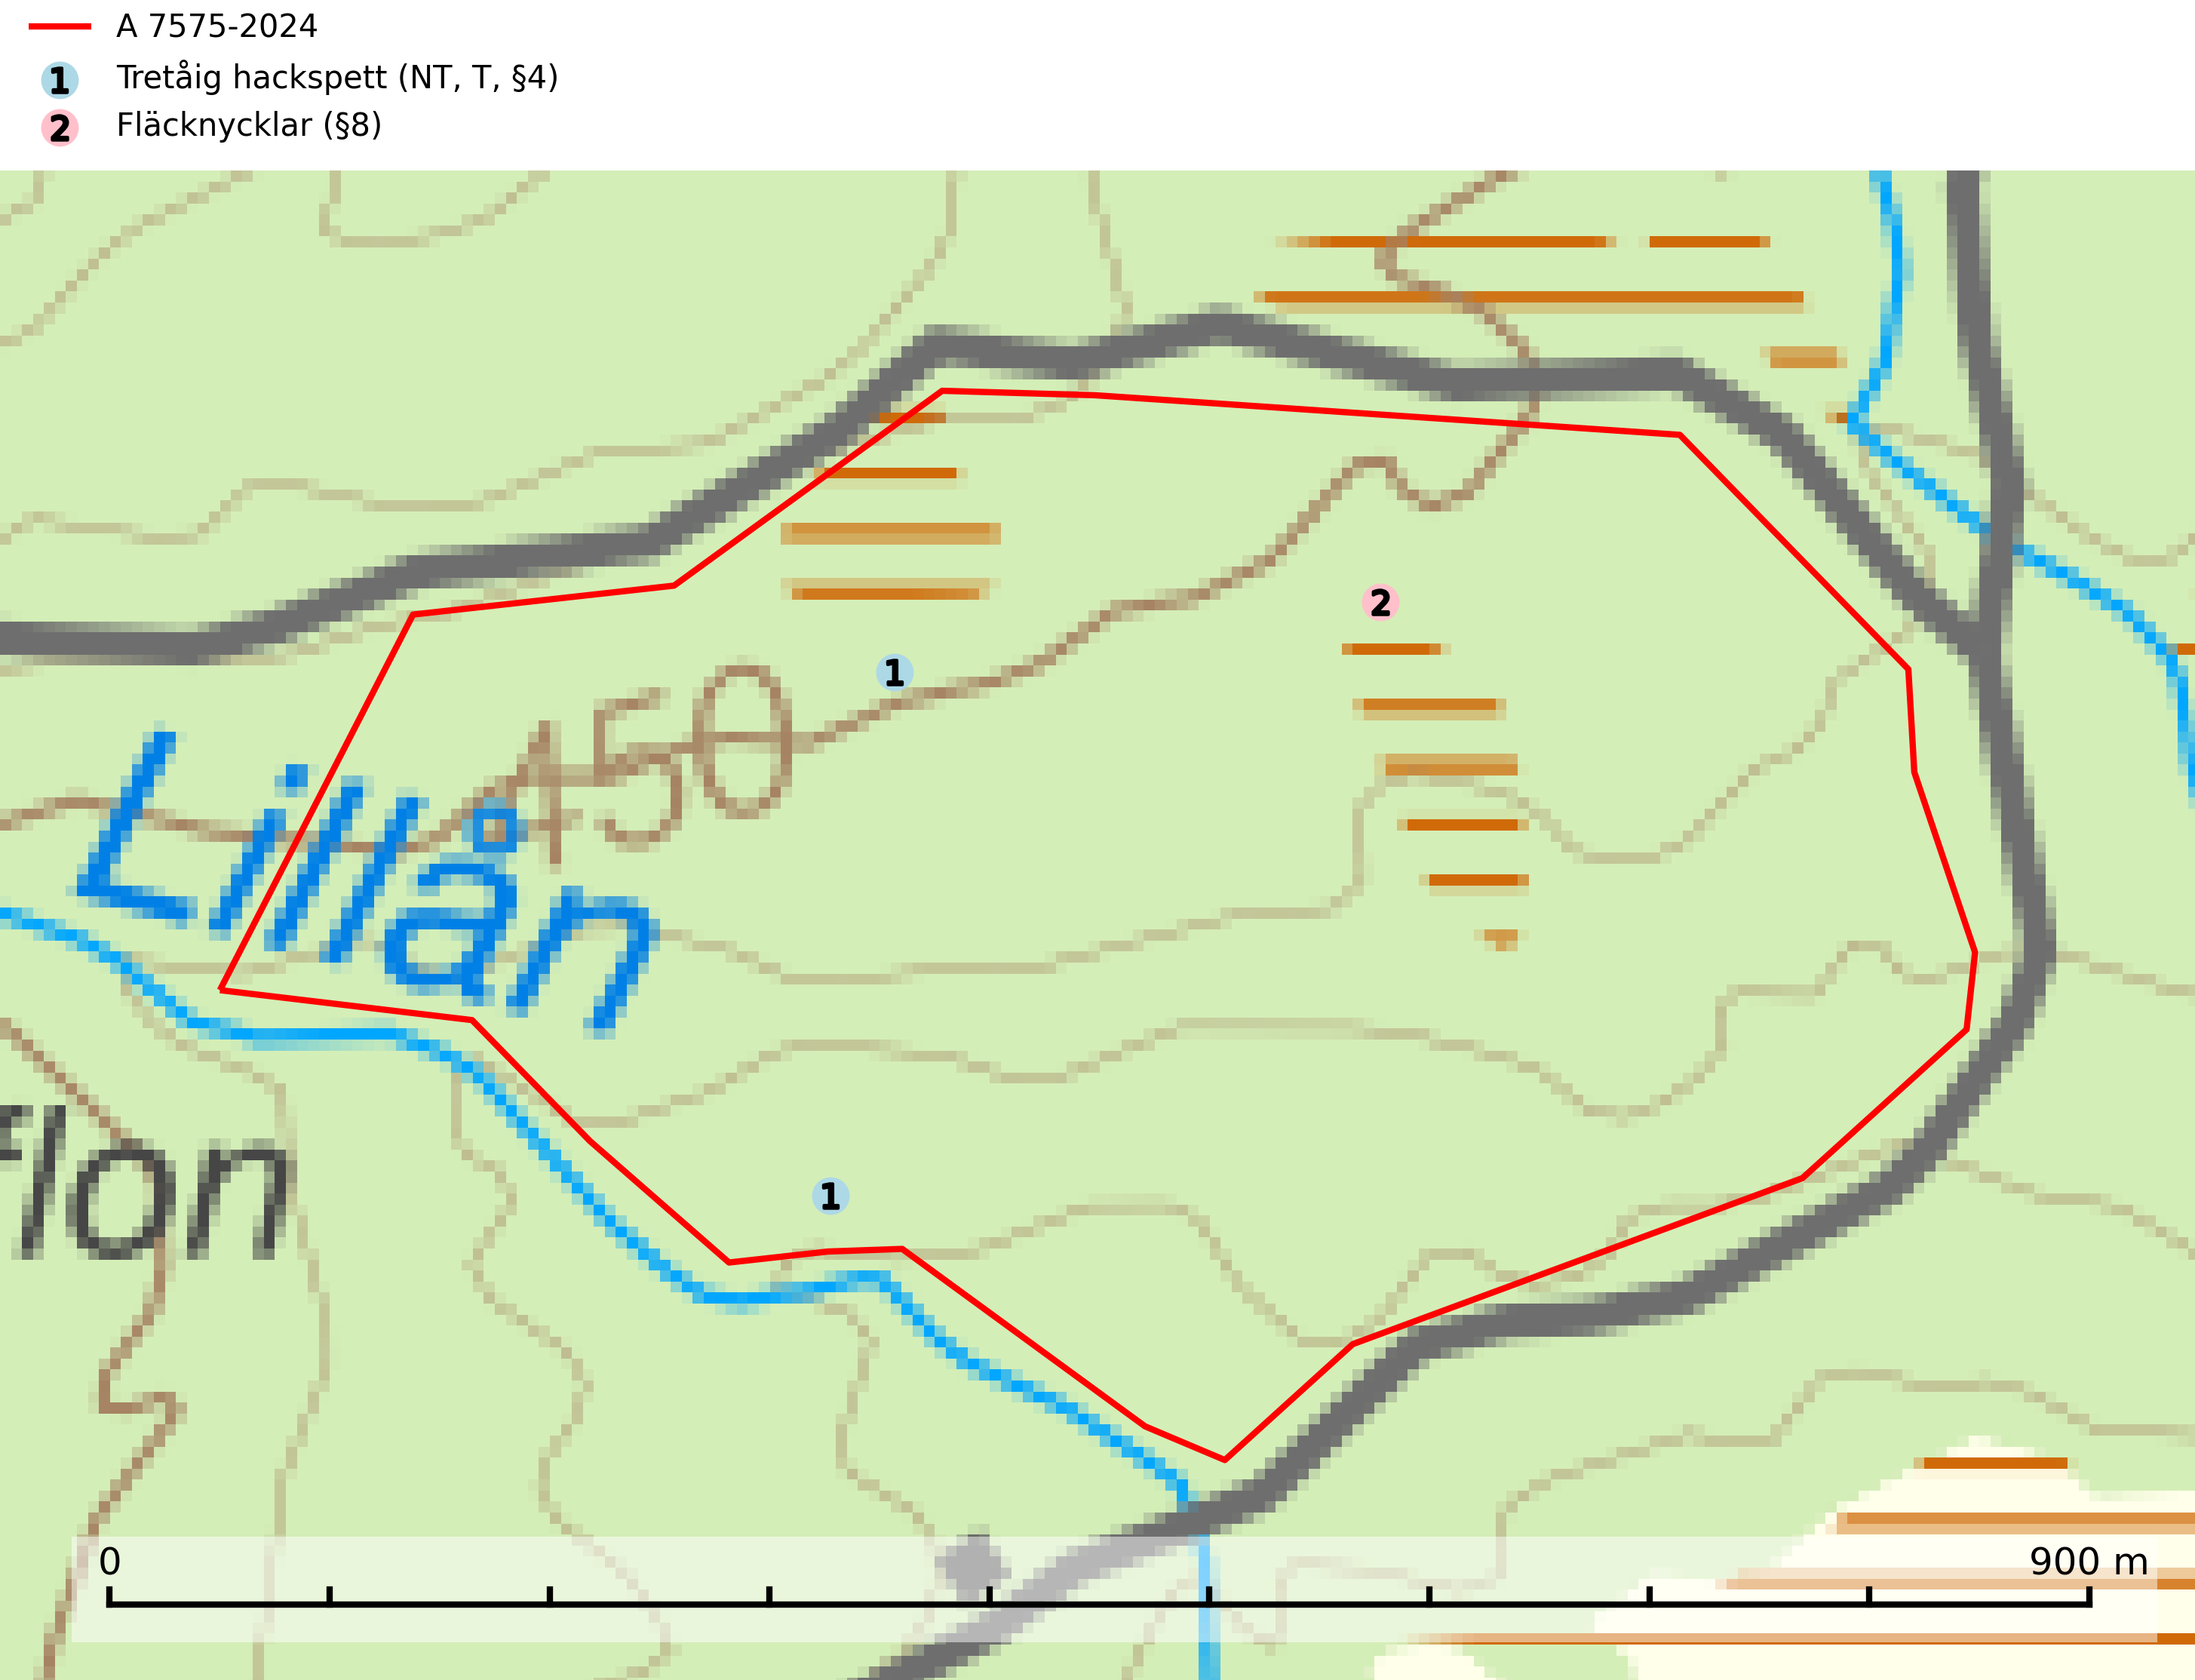 A 7575-2024
1 Tretåig hackspett (NT, T, §4)
2 Fläcknycklar (§8)
2
1
450
Lillån
flon
1
0 900 m